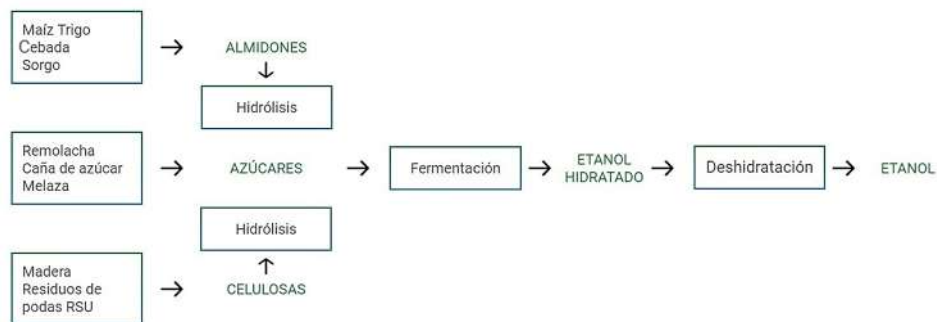 Maíz Trigo
Cebada
Sorgo
ALMIDONES
Hidrólisis
Remolacha
Caña de azúcar
Melaza
AZÚCARES
Fermentación
ETANOL
HIDRATADO
Deshidratación
ETANOL
Hidrólisis
Madera
Residuos de
podas RSU
CELULOSAS